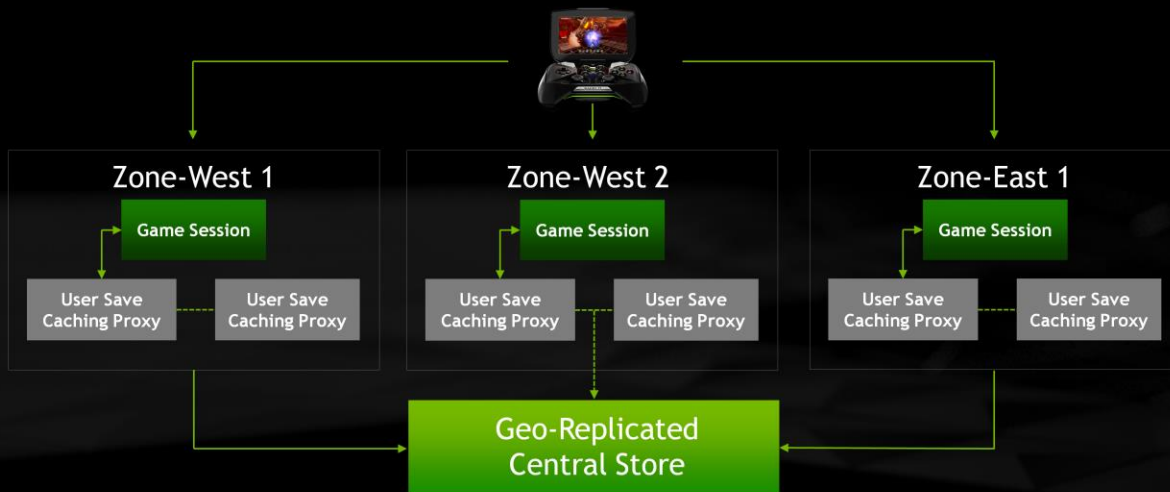 Zone-West 1
Game Session
User Save
Caching Proxy
User Save
Caching Proxy
Zone-West 2
Game Session
User Save
Caching Proxy
User Save
Caching Proxy
Zone-East 1
Game Session
User Save
Caching Proxy
User Save
Caching Proxy
Geo-Replicated
Central Store